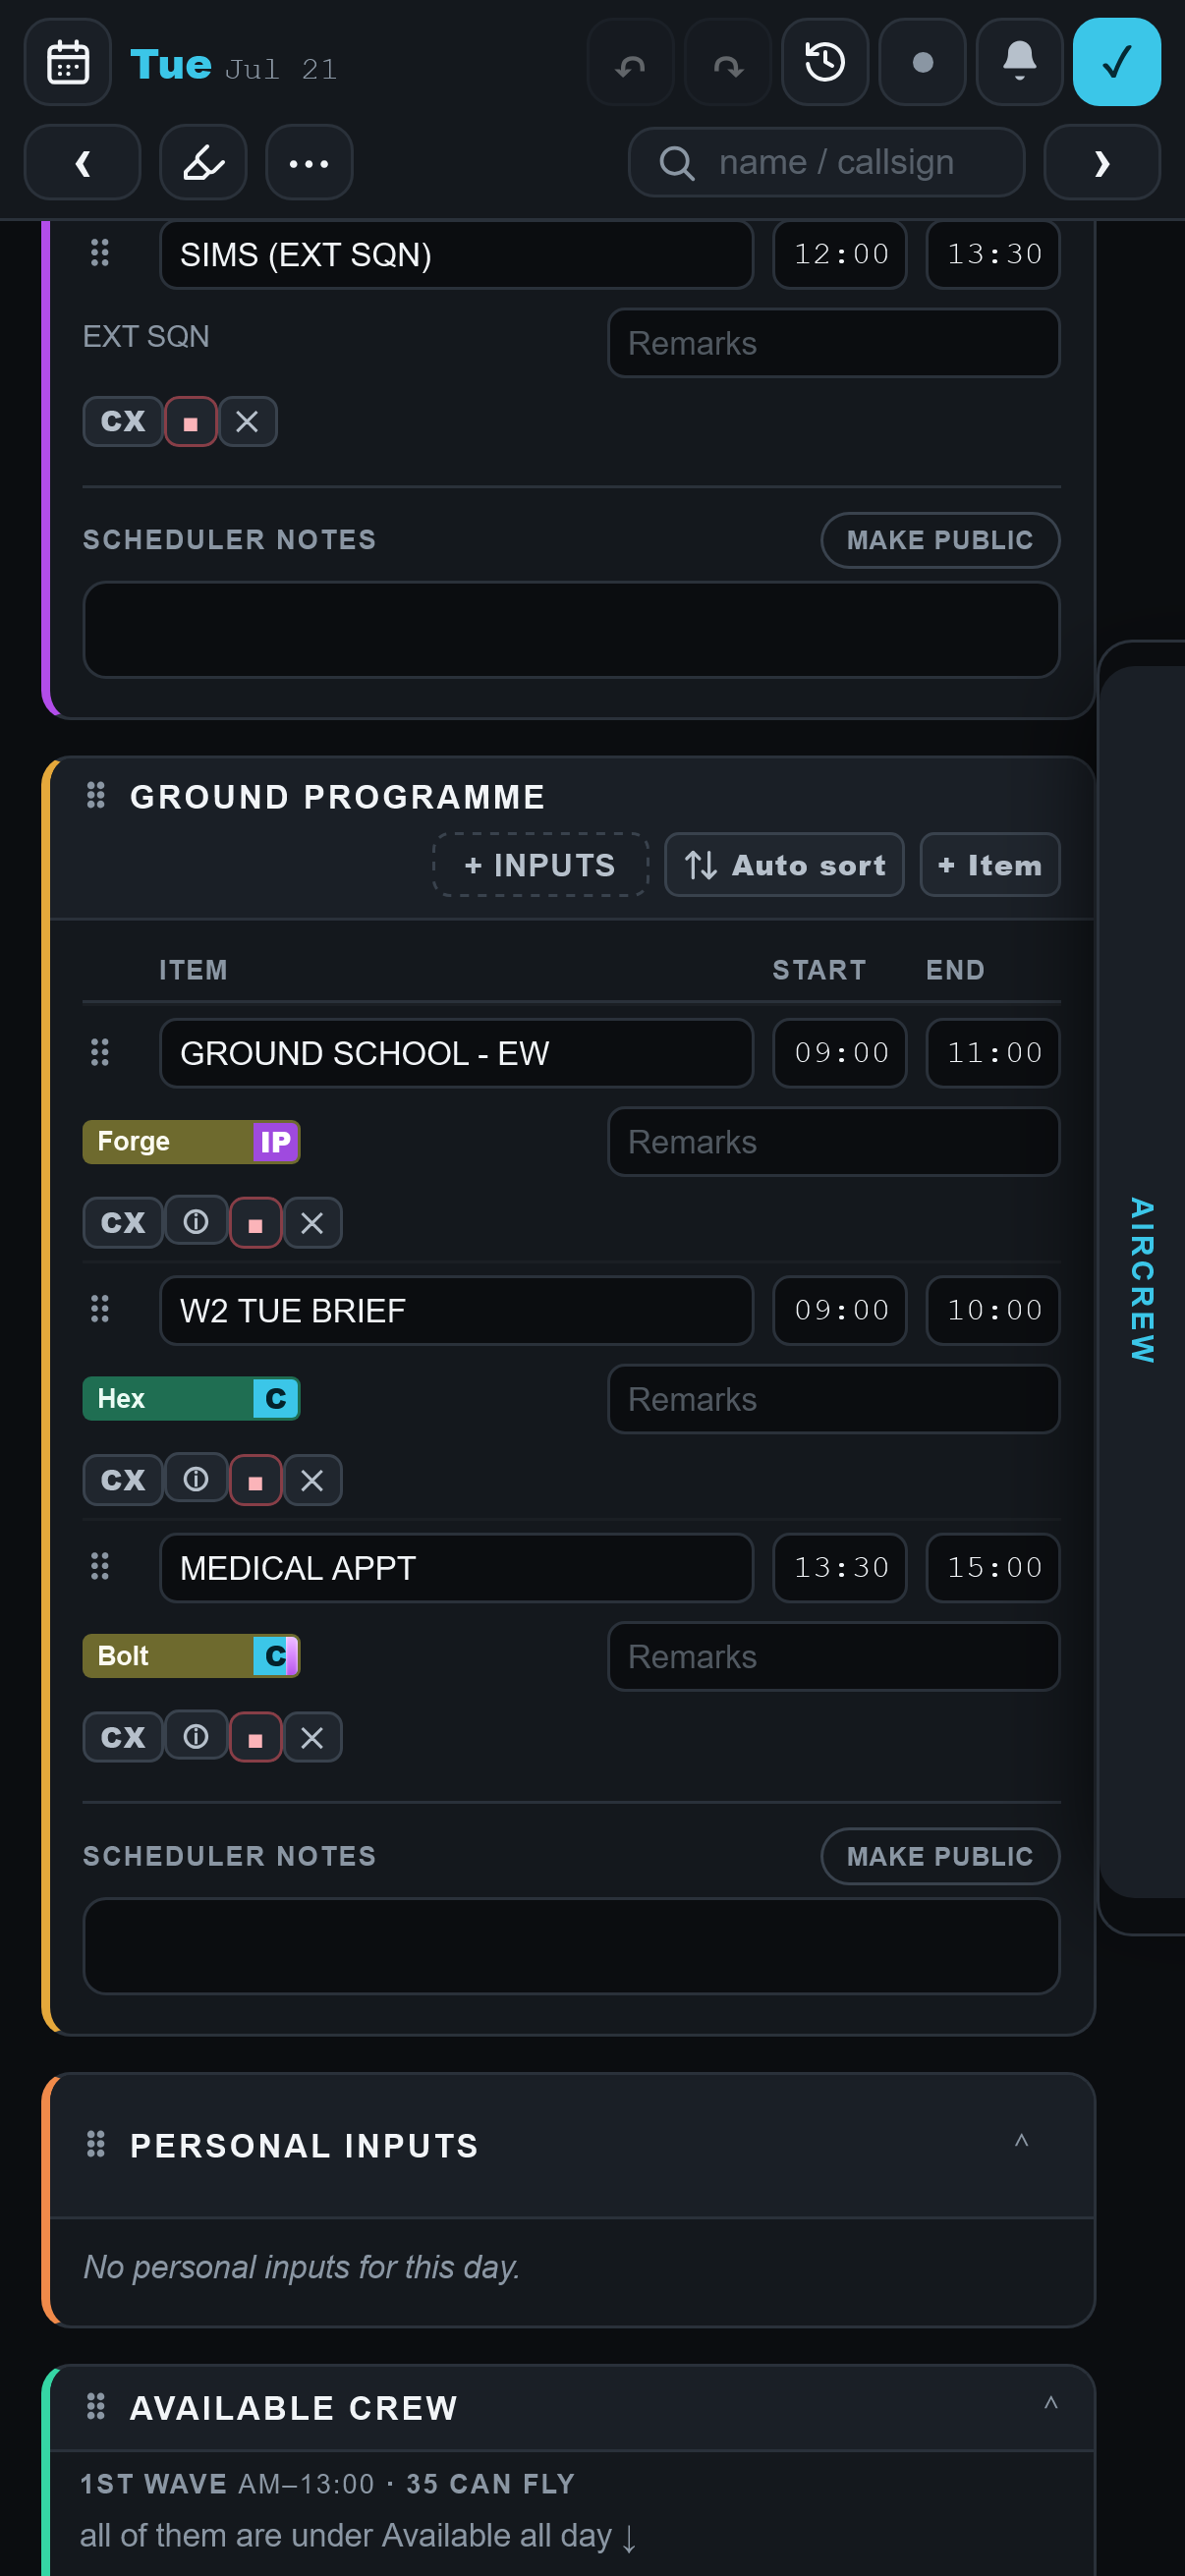 Tue Jul 21
name / callsign
SIMS (EXT SQN) 12:00 13:30
EXT SQN Remarks
CX
SCHEDULER NOTES MAKE PUBLIC
GROUND PROGRAMME
+ INPUTS Auto sort + Item
ITEM START END
GROUND SCHOOL - EW 09:00 11:00
Forge IP Remarks
CX
W2 TUE BRIEF 09:00 10:00
Hex C Remarks
CX
MEDICAL APPT 13:30 15:00
Bolt C Remarks
CX
SCHEDULER NOTES MAKE PUBLIC
AIRCREW
PERSONAL INPUTS
No personal inputs for this day.
AVAILABLE CREW
1ST WAVE AM–13:00 · 35 CAN FLY
all of them are under Available all day ↓